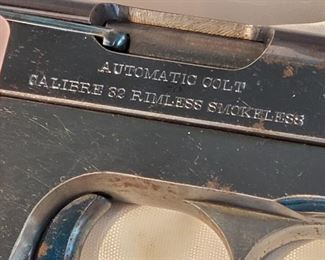 AUTOMATIC COLT
CALIBRE 32 RIMLESS SMOKELESS